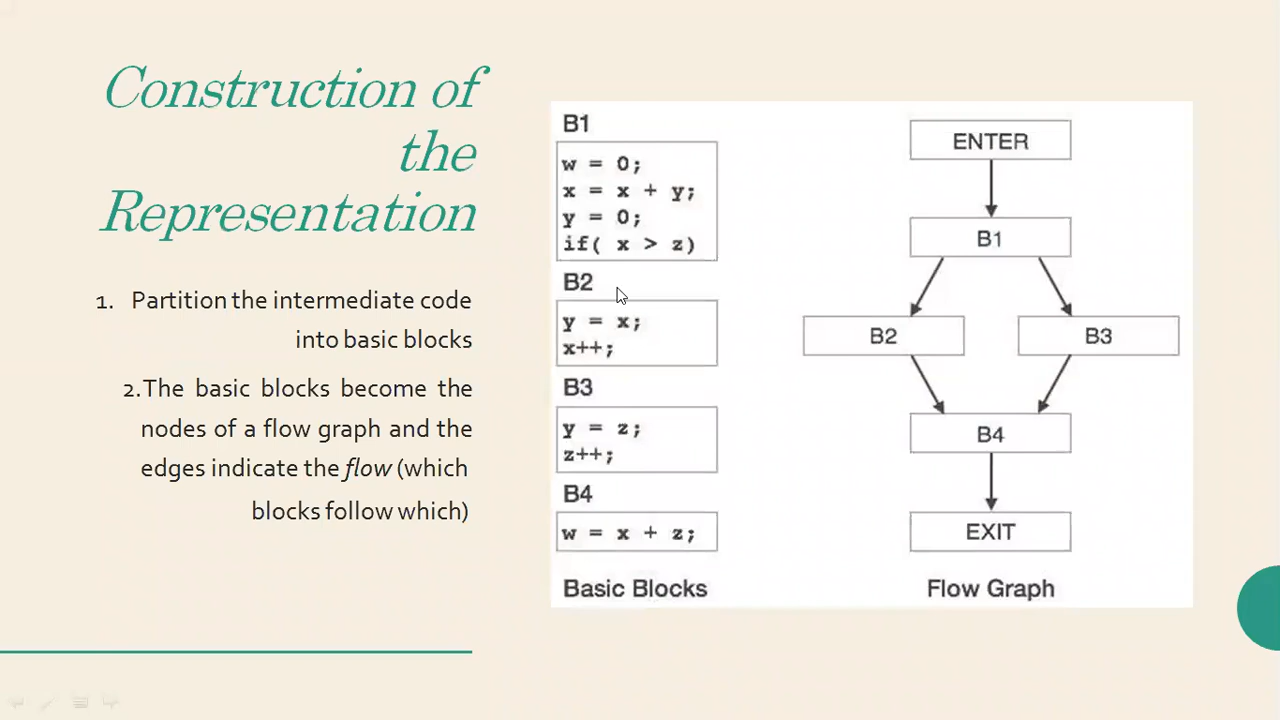 Construction of
the
Representation
1. Partition the intermediate code
into basic blocks
2.The basic blocks become the
nodes of a flow graph and the
edges indicate the flow (which
blocks follow which)
B1
w = 0;
x = x + y;
y = 0;
if( x > z)
B2
y = x;
x++;
B3
y = z;
z++;
B4
w = x + z;
Basic Blocks
ENTER
B1
B2 B3
B4
EXIT
Flow Graph